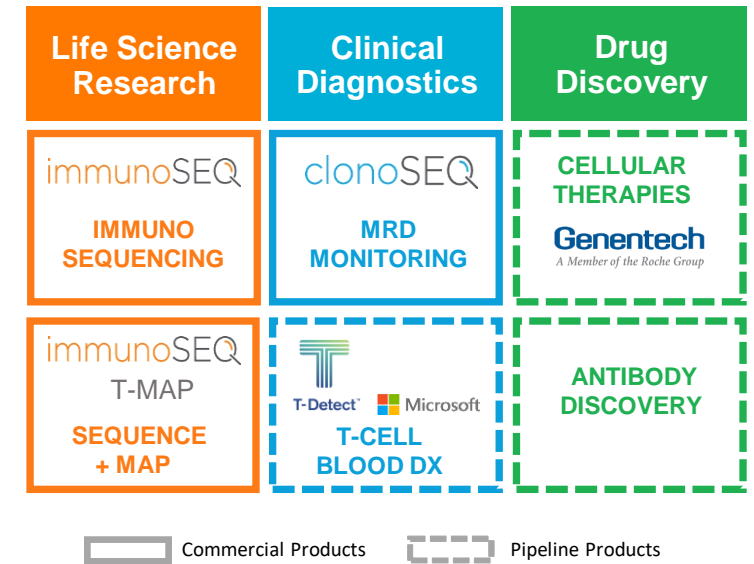 Life Science
Research
Clinical
Diagnostics
Drug
Discovery
immunoSEQ
IMMUNO
SEQUENCING
clonoSEQ
MRD
MONITORING
CELLULAR
THERAPIES
Genentech
A Member of the Roche Group
immunoSEQ
T-MAP
SEQUENCE
+ MAP
T-Detect™
Microsoft
T-CELL
BLOOD DX
ANTIBODY
DISCOVERY
Commercial Products
Pipeline Products